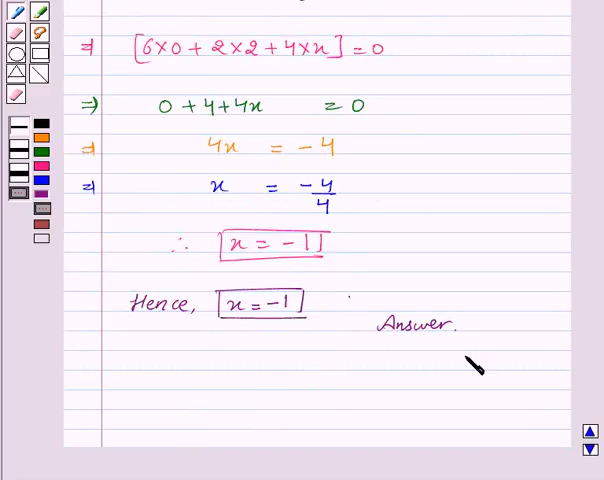 ⇒ [6×0 + 2×2 + 4×x] = 0
⇒ 0 + 4 + 4x = 0
⇒ 4x = -4
⇒ x = -4/4
∴ x = -1
Hence, x = -1
Answer.